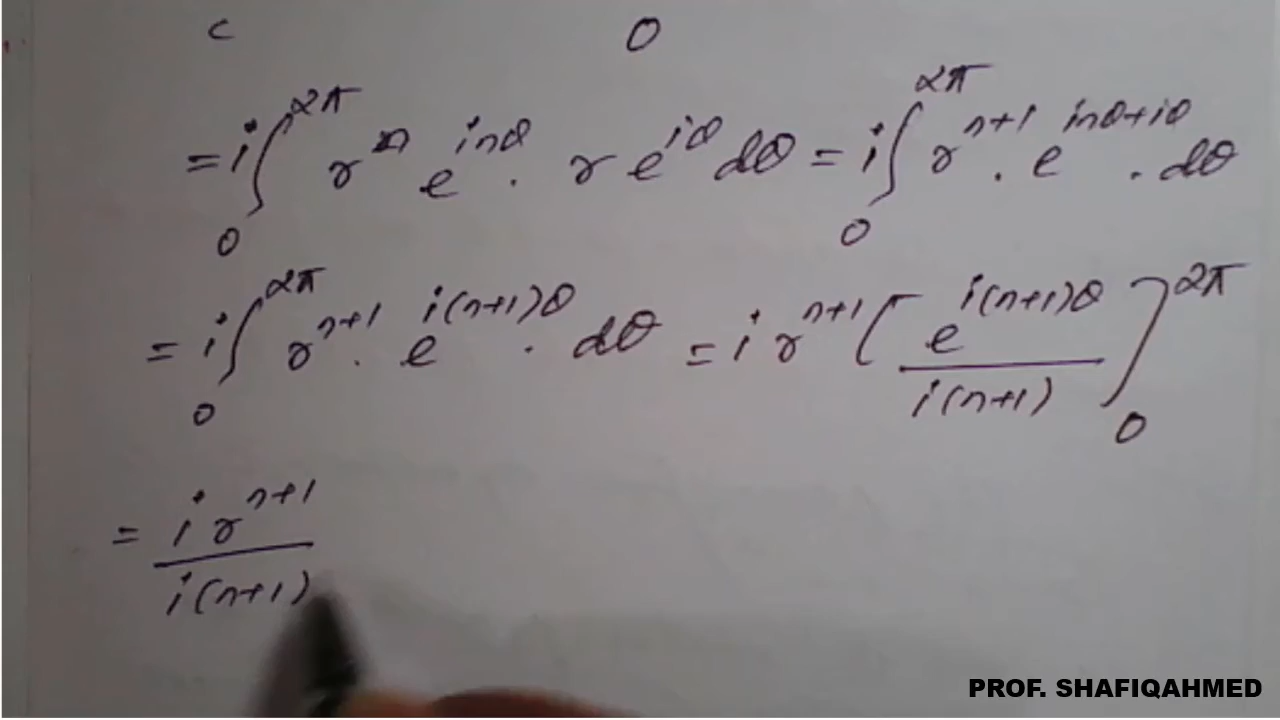 c 0
= i ∫₀^{2π} r^n e^{inθ} . r e^{iθ} dθ = i ∫₀^{2π} r^{n+1} . e^{inθ+iθ} . dθ
= i ∫₀^{2π} r^{n+1} . e^{i(n+1)θ} . dθ = i r^{n+1} [ e^{i(n+1)θ} / i(n+1) ]₀^{2π}
= i r^{n+1} / i(n+1)
PROF. SHAFIQAHMED